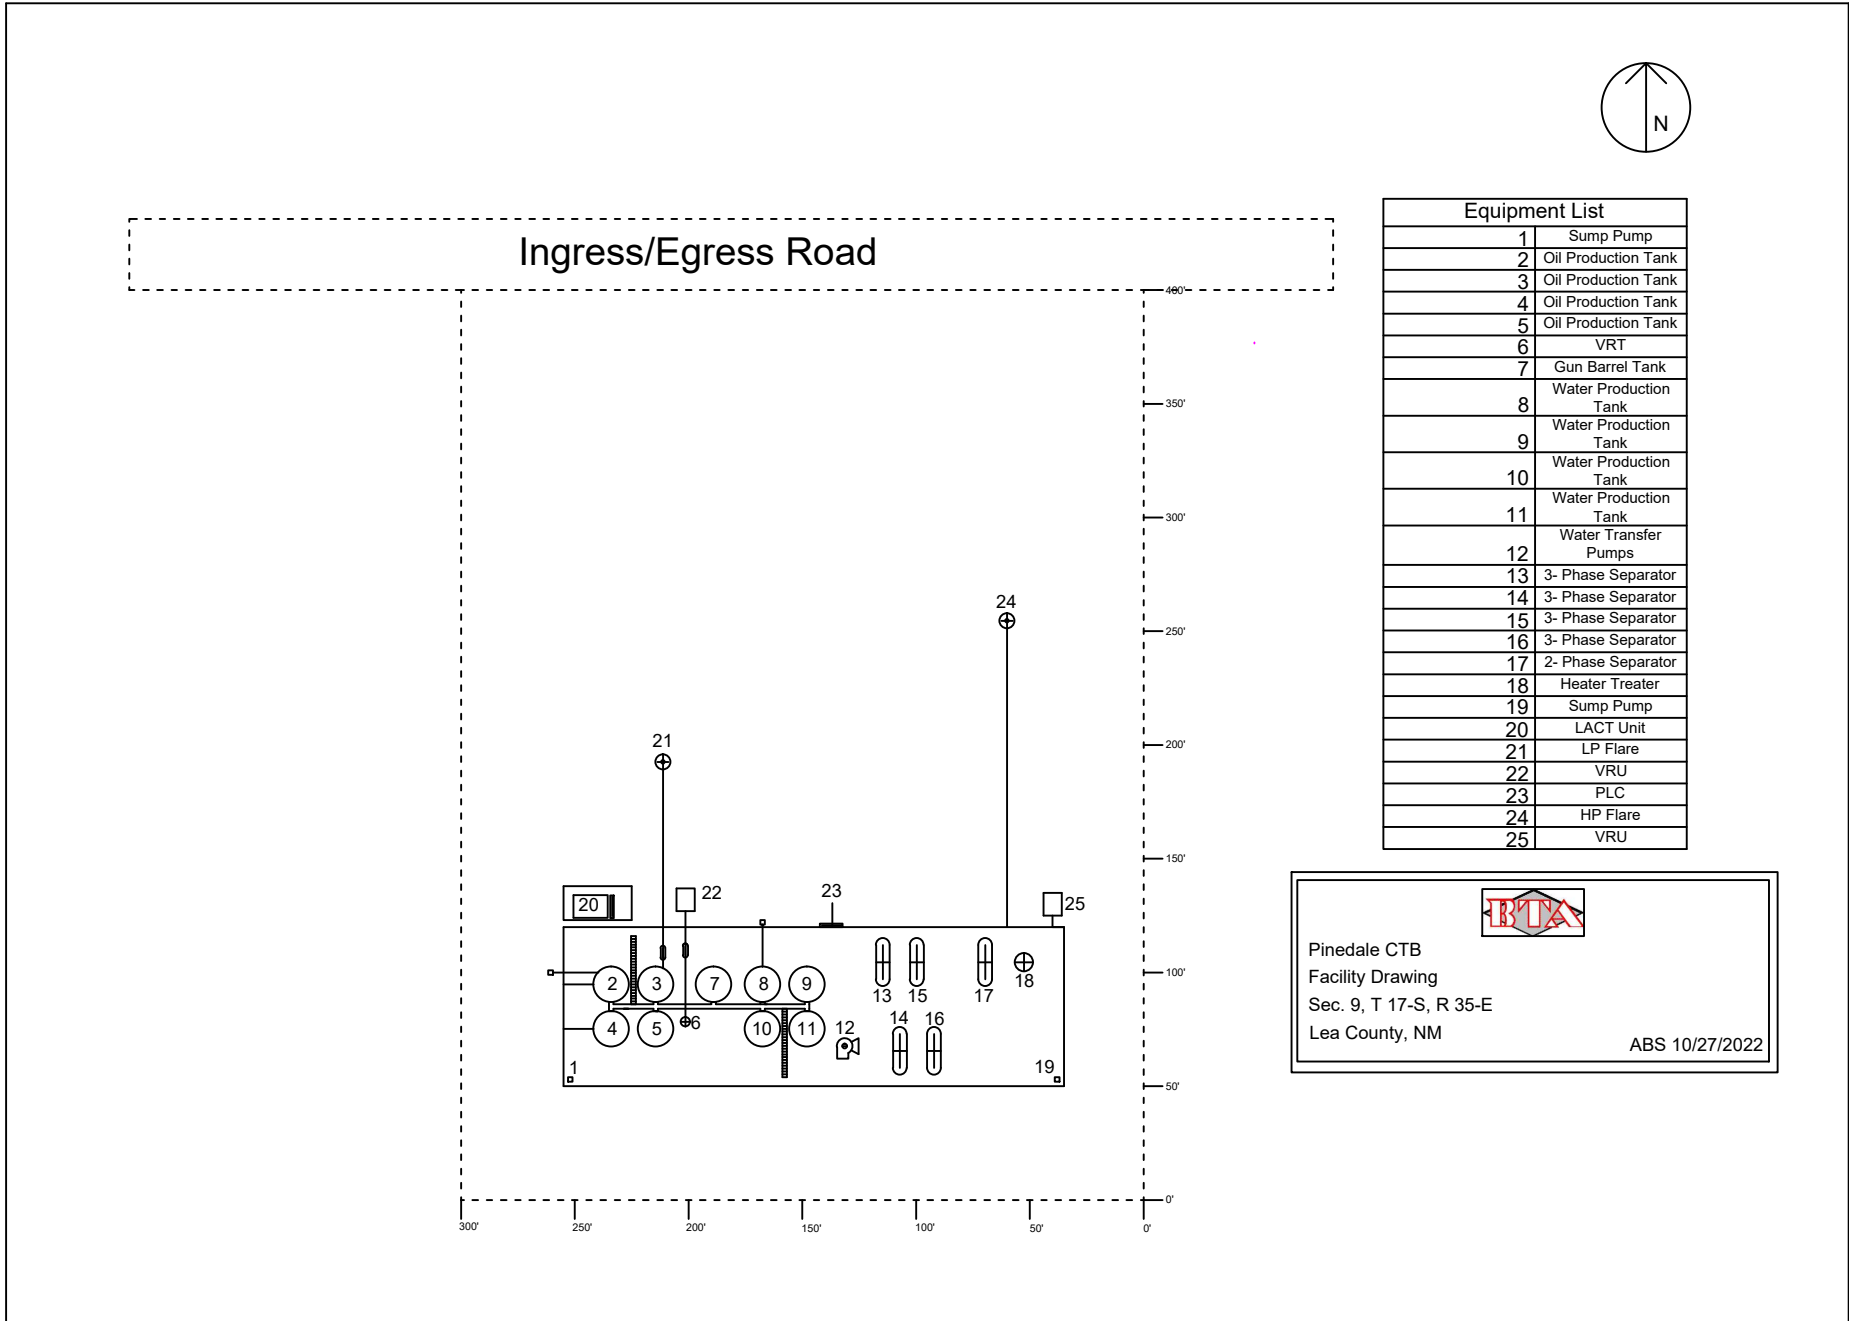 N
Ingress/Egress Road
Equipment List
1 Sump Pump
2 Oil Production Tank
3 Oil Production Tank
4 Oil Production Tank
5 Oil Production Tank
6 VRT
7 Gun Barrel Tank
8 Water Production
Tank
9 Water Production
Tank
10 Water Production
Tank
11 Water Production
Tank
12 Water Transfer
Pumps
13 3- Phase Separator
14 3- Phase Separator
15 3- Phase Separator
16 3- Phase Separator
17 2- Phase Separator
18 Heater Treater
19 Sump Pump
20 LACT Unit
21 LP Flare
22 VRU
23 PLC
24 HP Flare
25 VRU
400'
350'
300'
250'
200'
150'
100'
50'
0'
24
21
20
22
23
25
2
3
7
8
9
13
15
17
18
4
5
6
10
11
12
14
16
1
19
300'
250'
200'
150'
100'
50'
0'
BTA
Pinedale CTB
Facility Drawing
Sec. 9, T 17-S, R 35-E
Lea County, NM
ABS 10/27/2022